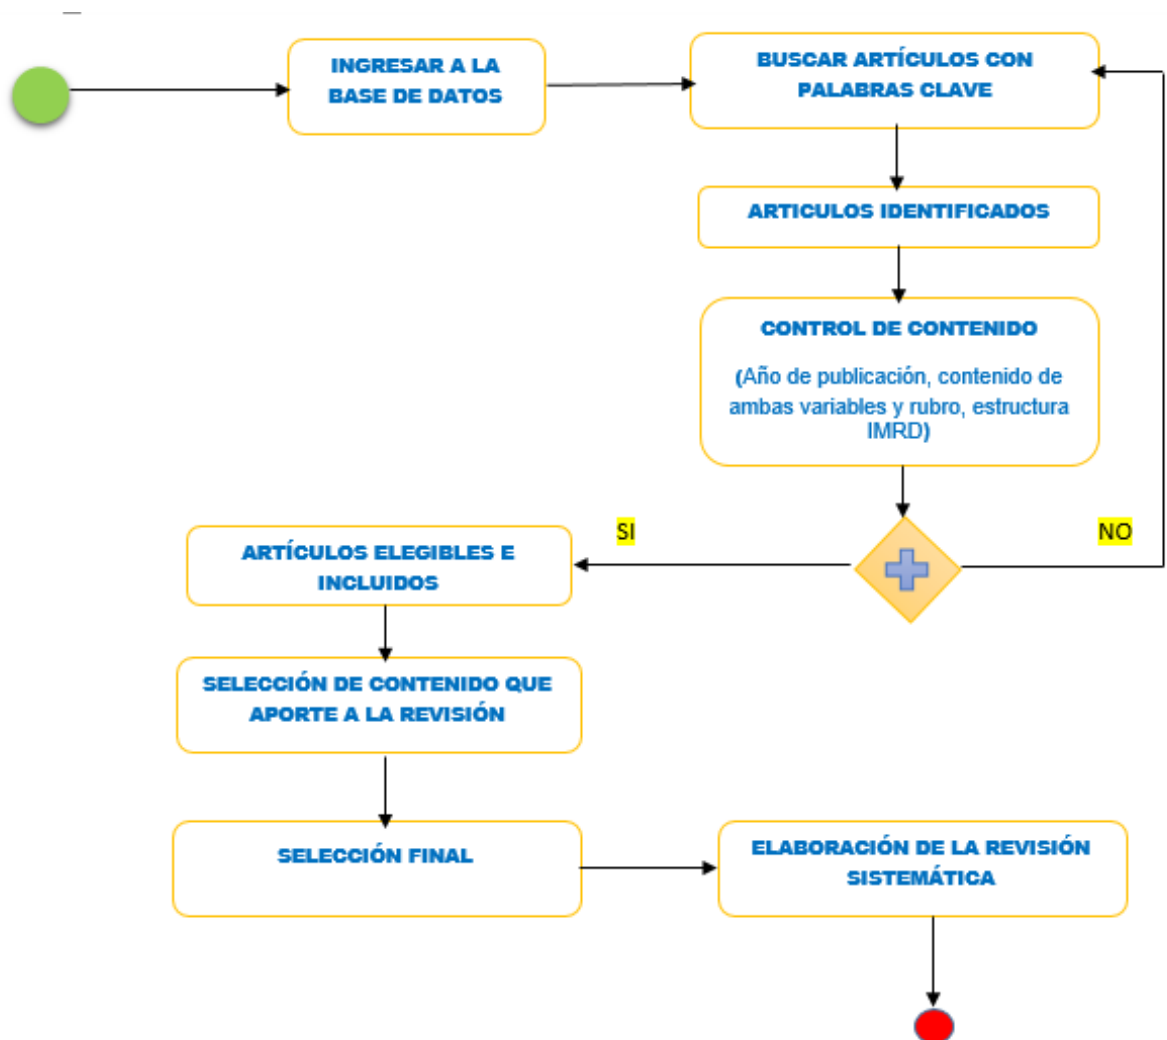 INGRESAR A LA
BASE DE DATOS
BUSCAR ARTÍCULOS CON
PALABRAS CLAVE
ARTICULOS IDENTIFICADOS
CONTROL DE CONTENIDO
(Año de publicación, contenido de
ambas variables y rubro, estructura
IMRD)
SI
NO
ARTÍCULOS ELEGIBLES E
INCLUIDOS
SELECCIÓN DE CONTENIDO QUE
APORTE A LA REVISIÓN
SELECCIÓN FINAL
ELABORACIÓN DE LA REVISIÓN
SISTEMÁTICA